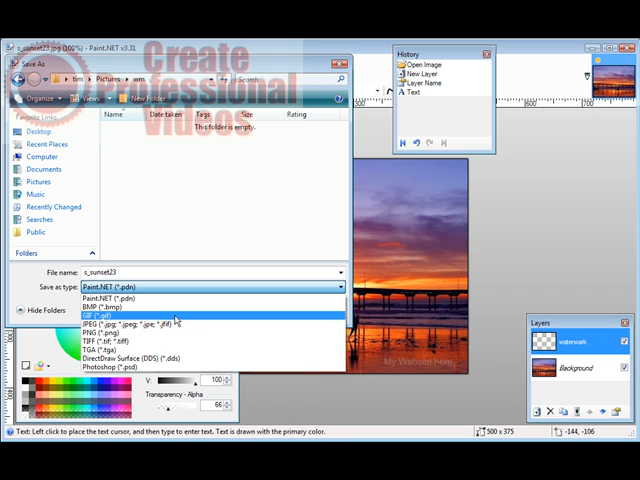 s_sunset23.jpg (100%) - Paint.NET v3.31
Save As
tim Pictures wm
Search
Organize Views New Folder
Create
Professional
Videos
Favorite Links
Desktop
Recent Places
Computer
Documents
Pictures
Music
Recently Changed
Searches
Public
Folders
Name Date taken Tags Size Rating
This folder is empty.
File name: s_sunset23
Save as type: Paint.NET (*.pdn)
Hide Folders
Paint.NET (*.pdn)
BMP (*.bmp)
GIF (*.gif)
JPEG (*.jpg; *.jpeg; *.jpe; *.jfif)
PNG (*.png)
TIFF (*.tif; *.tiff)
TGA (*.tga)
DirectDraw Surface (DDS) (*.dds)
Photoshop (*.psd)
V: 100
Transparency - Alpha
66
History
Open Image
New Layer
Layer Name
Text
300
500
600
My Website here
Layers
waterwark
Background
400
Text: Left click to place the text cursor, and then type to enter text. Text is drawn with the primary color.
500 x 375
-144, -106